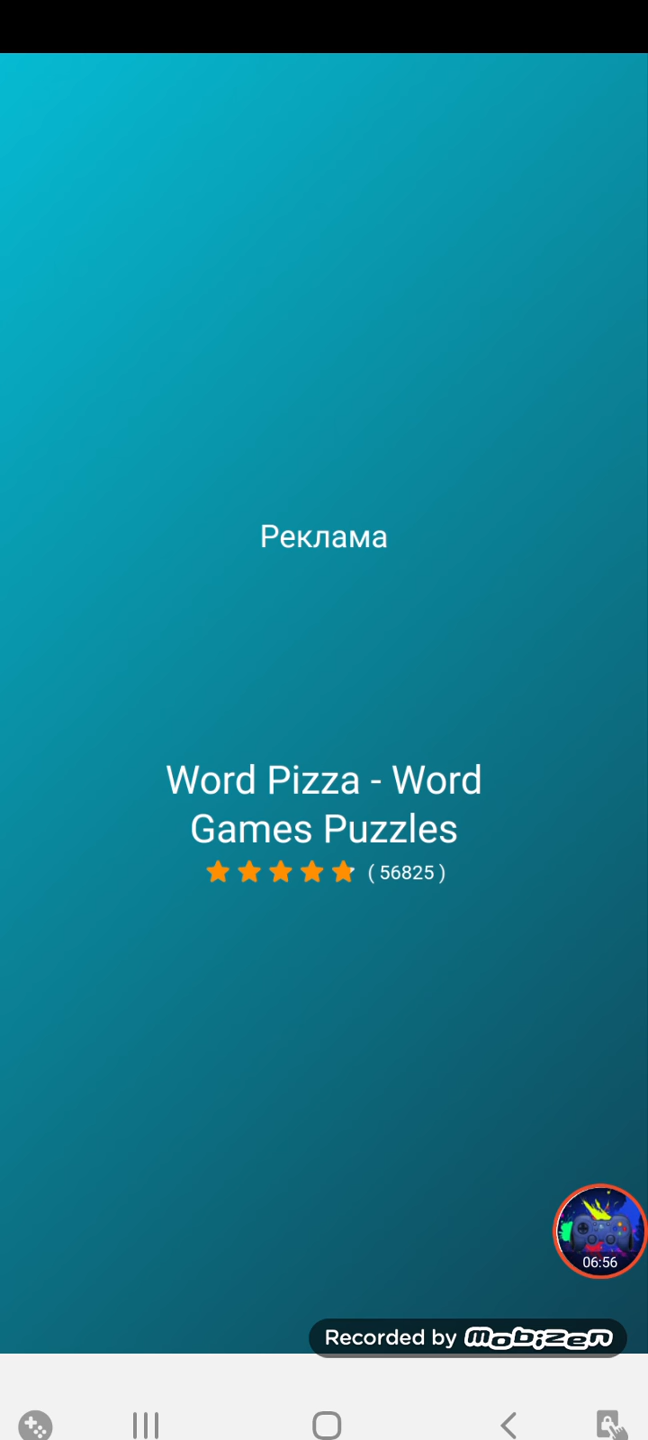 Реклама
Word Pizza - Word
Games Puzzles
( 56825 )
06:56
Recorded by Mobizen